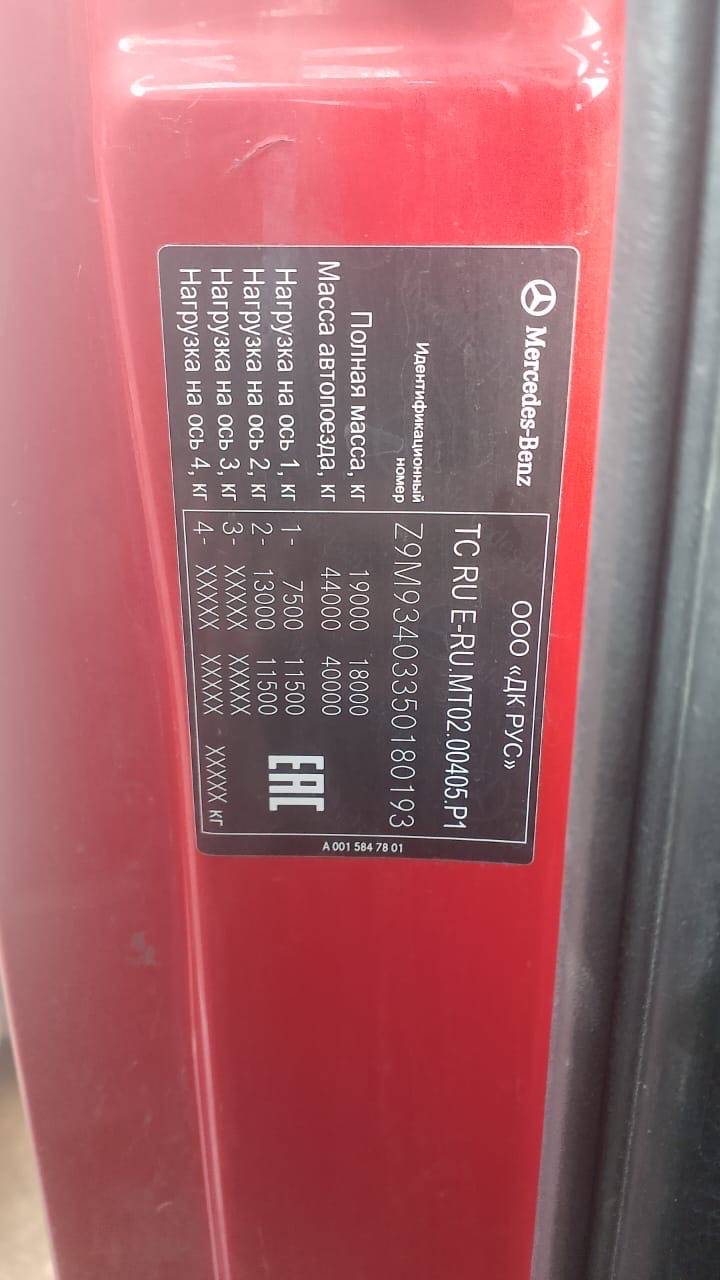 Mercedes-Benz
ООО «ДК РУС»
ТС RU E-RU.MT02.00405.P1
Идентификационный
номер
Z9M93403350180193
Полная масса, кг 19000 18000
Масса автопоезда, кг 44000 40000
Нагрузка на ось 1, кг 1- 7500 11500
Нагрузка на ось 2, кг 2- 13000 11500
Нагрузка на ось 3, кг 3- XXXXX XXXXX
Нагрузка на ось 4, кг 4- XXXXX XXXXX XXXXX кг
EAC
A 001 584 78 01